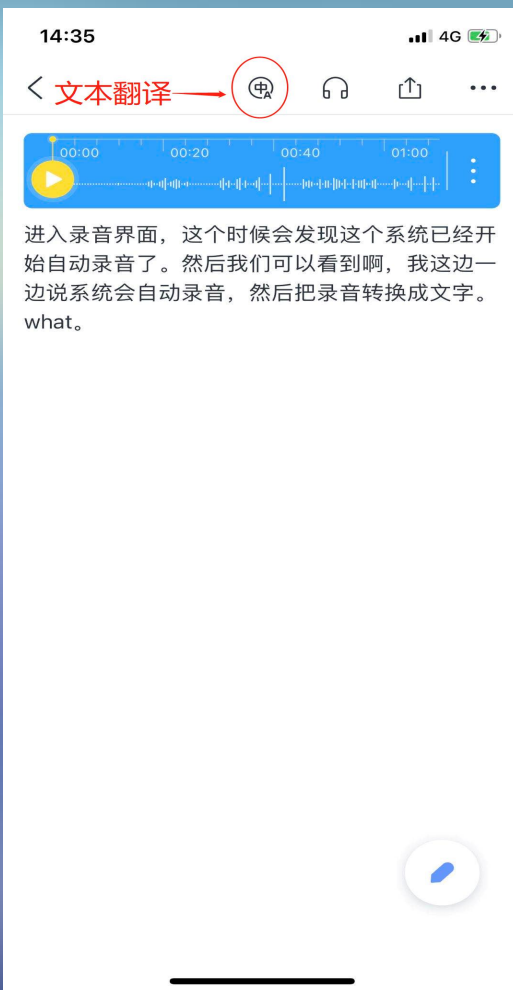 14:35
4G
文本翻译
中A
00:00 00:20 00:40 01:00
进入录音界面，这个时候会发现这个系统已经开
始自动录音了。然后我们可以看到啊，我这边一
边说系统会自动录音，然后把录音转换成文字。
what。